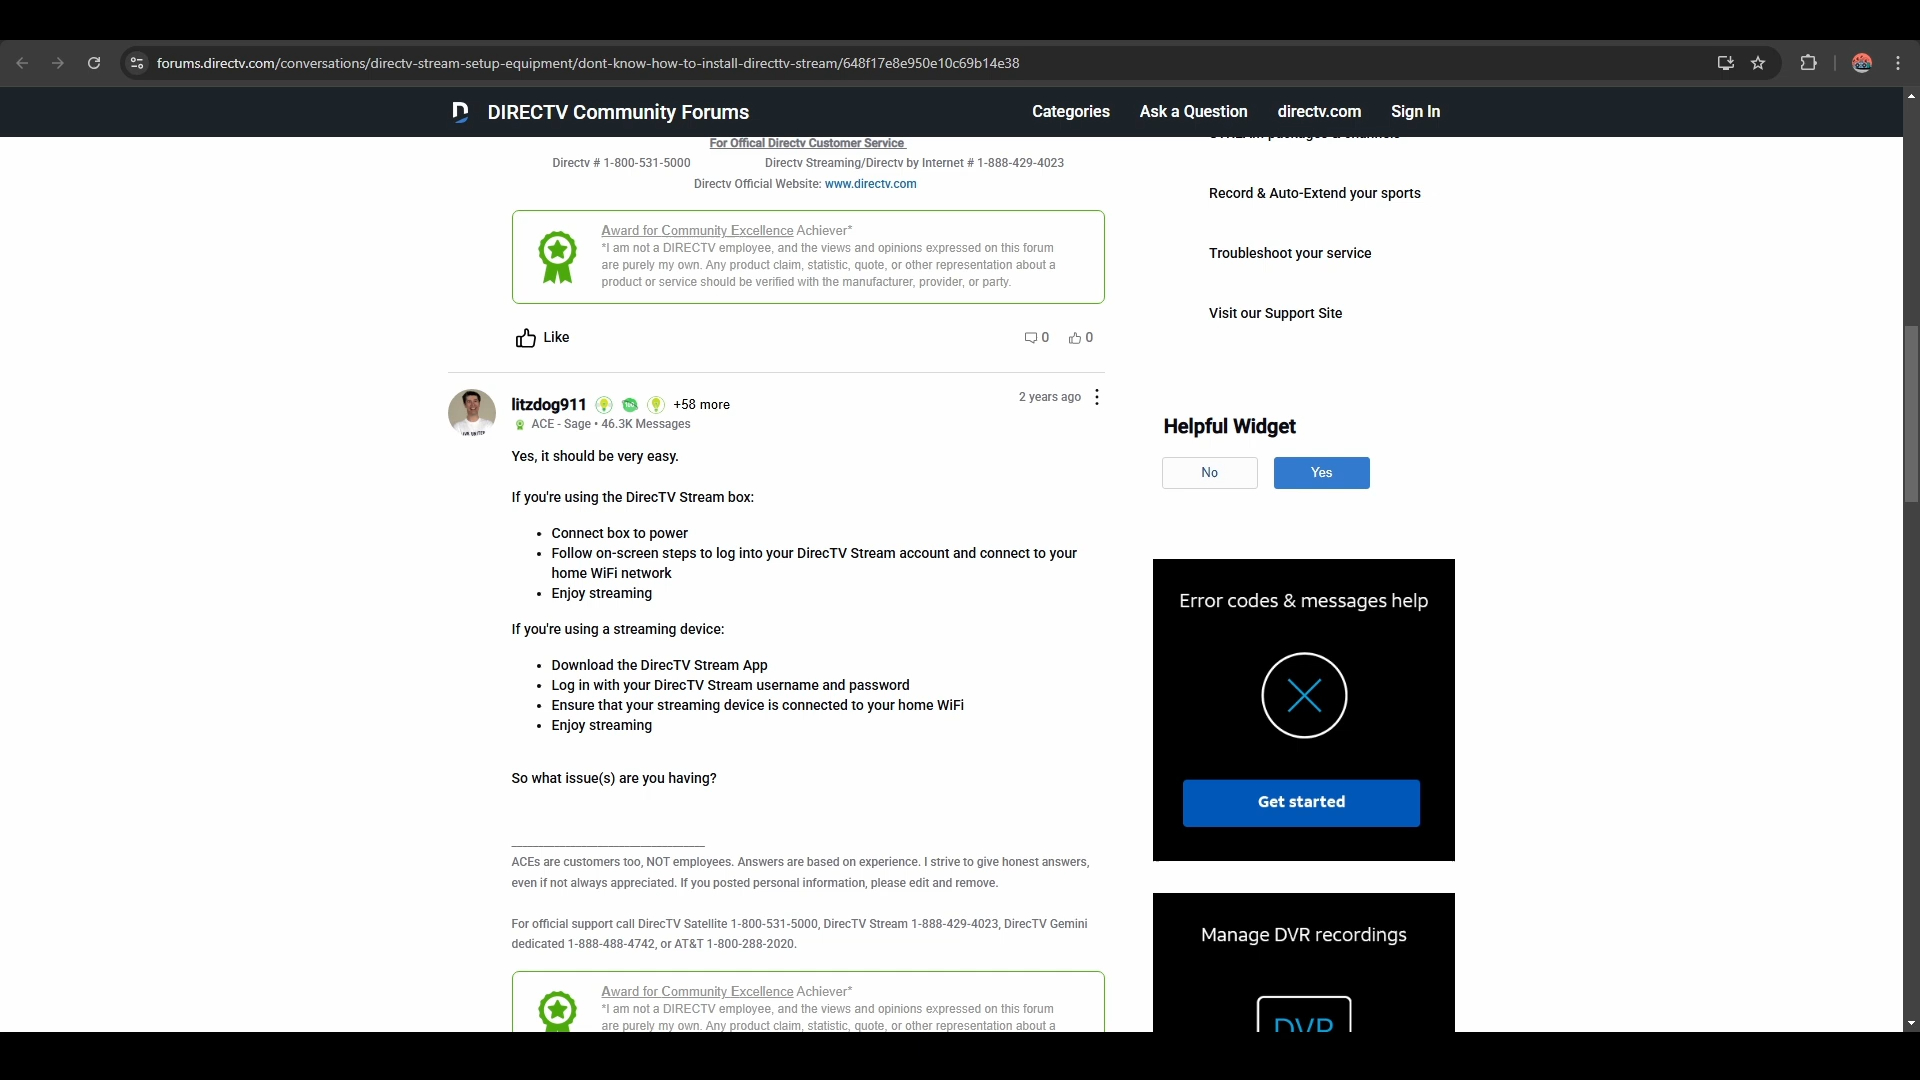 forums.directv.com/conversations/directv-stream-setup-equipment/dont-know-how-to-install-directtv-stream/648f17e8e950e10c69b14e38
DIRECTV Community Forums
Categories
Ask a Question
directv.com
Sign In
For Offical Directv Customer Service
Directv # 1-800-531-5000
Directv Streaming/Directv by Internet # 1-888-429-4023
Directv Official Website: www.directv.com
Award for Community Excellence Achiever*
*I am not a DIRECTV employee, and the views and opinions expressed on this forum
are purely my own. Any product claim, statistic, quote, or other representation about a
product or service should be verified with the manufacturer, provider, or party.
Like
0
0
litzdog911
+58 more
2 years ago
ACE - Sage • 46.3K Messages
Yes, it should be very easy.
If you're using the DirecTV Stream box:
• Connect box to power
• Follow on-screen steps to log into your DirecTV Stream account and connect to your
home WiFi network
• Enjoy streaming
If you're using a streaming device:
• Download the DirecTV Stream App
• Log in with your DirecTV Stream username and password
• Ensure that your streaming device is connected to your home WiFi
• Enjoy streaming
So what issue(s) are you having?
ACEs are customers too, NOT employees. Answers are based on experience. I strive to give honest answers,
even if not always appreciated. If you posted personal information, please edit and remove.
For official support call DirecTV Satellite 1-800-531-5000, DirecTV Stream 1-888-429-4023, DirecTV Gemini
dedicated 1-888-488-4742, or AT&T 1-800-288-2020.
Award for Community Excellence Achiever*
*I am not a DIRECTV employee, and the views and opinions expressed on this forum
are purely my own. Any product claim, statistic, quote, or other representation about a
Record & Auto-Extend your sports
Troubleshoot your service
Visit our Support Site
Helpful Widget
No
Yes
Error codes & messages help
Get started
Manage DVR recordings
DVR